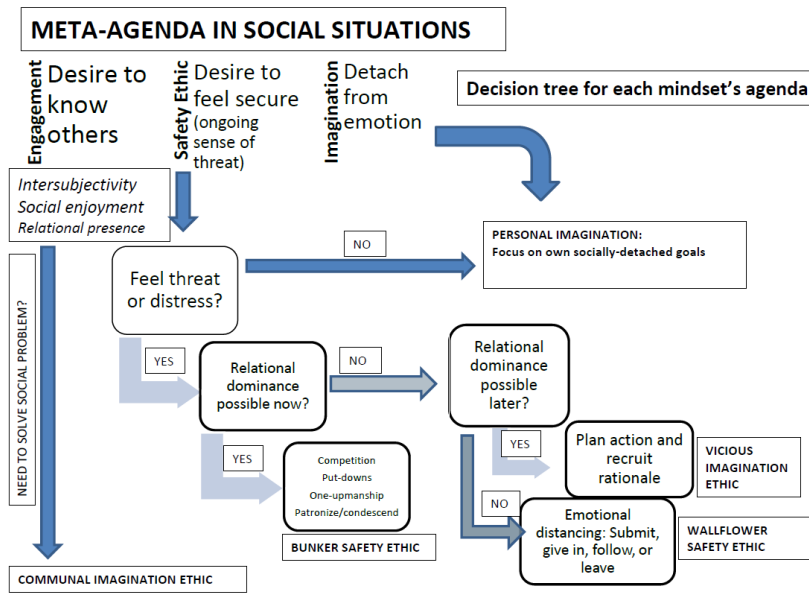 META-AGENDA IN SOCIAL SITUATIONS
Engagement
Desire to
know
others
Safety Ethic
Desire to
feel secure
(ongoing
sense of
threat)
Imagination
Detach
from
emotion
Decision tree for each mindset's agenda
Intersubjectivity
Social enjoyment
Relational presence
NO
PERSONAL IMAGINATION:
Focus on own socially-detached goals
Feel threat
or distress?
NEED TO SOLVE SOCIAL PROBLEM?
YES
Relational
dominance
possible now?
NO
Relational
dominance
possible
later?
YES
Competition
Put-downs
One-upmanship
Patronize/condescend
BUNKER SAFETY ETHIC
YES
Plan action and
recruit
rationale
VICIOUS
IMAGINATION
ETHIC
NO
Emotional
distancing: Submit,
give in, follow, or
leave
WALLFLOWER
SAFETY ETHIC
COMMUNAL IMAGINATION ETHIC